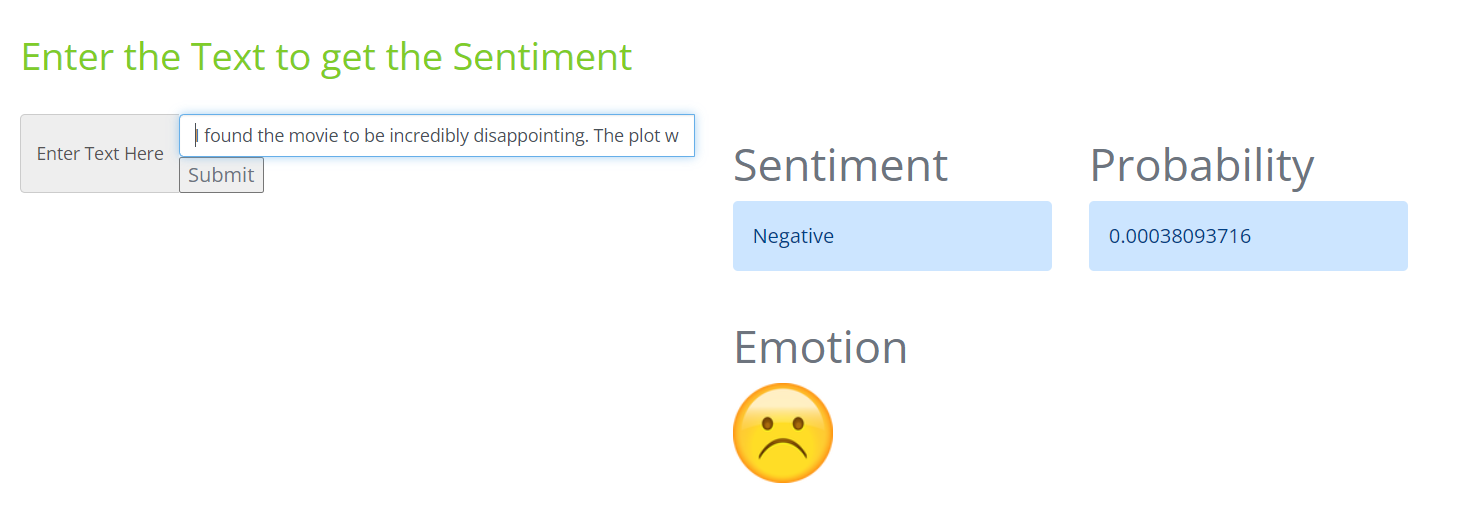 Enter the Text to get the Sentiment
Enter Text Here
I found the movie to be incredibly disappointing. The plot w
Submit
Sentiment
Probability
Negative
0.00038093716
Emotion